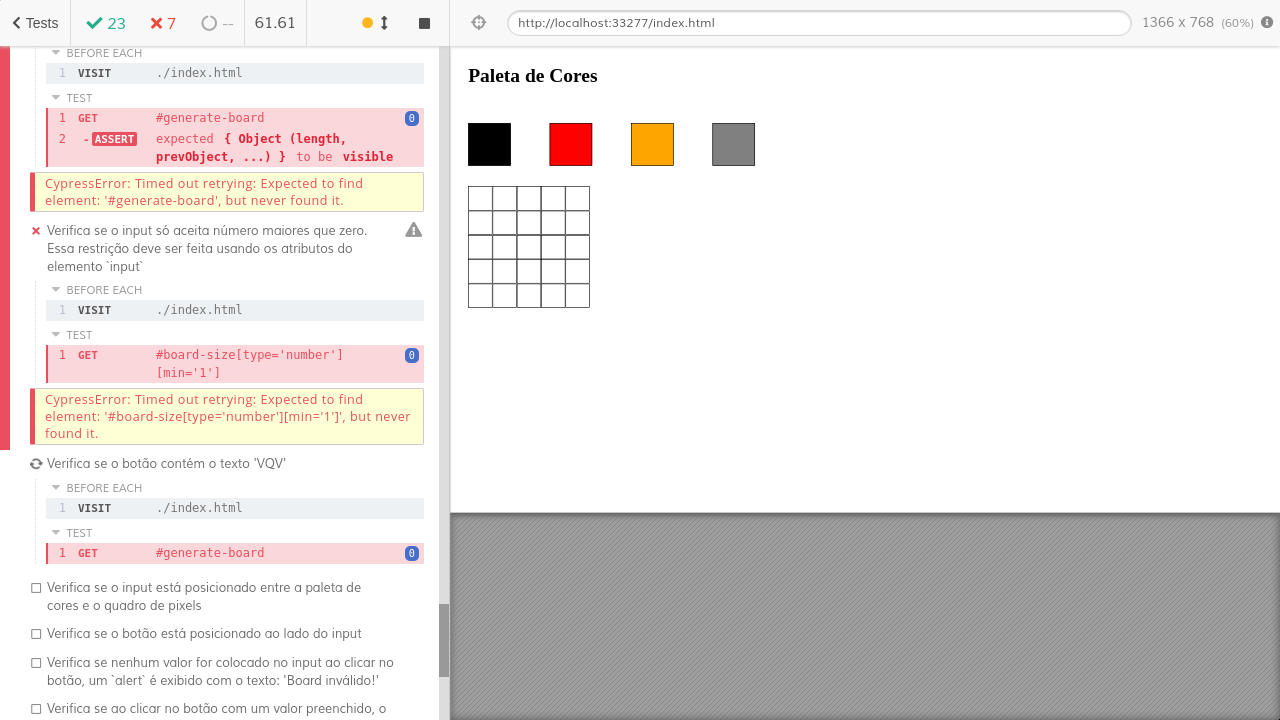 Tests 23 7 -- 61.61
http://localhost:33277/index.html 1366 x 768 (60%)
BEFORE EACH
1 VISIT ./index.html
TEST
1 GET #generate-board 0
2 -ASSERT expected { Object (length,
prevObject, ...) } to be visible
CypressError: Timed out retrying: Expected to find
element: '#generate-board', but never found it.
Verifica se o input só aceita número maiores que zero.
Essa restrição deve ser feita usando os atributos do
elemento `input`
BEFORE EACH
1 VISIT ./index.html
TEST
1 GET #board-size[type='number'] 0
[min='1']
CypressError: Timed out retrying: Expected to find
element: '#board-size[type='number'][min='1']', but never
found it.
Verifica se o botão contém o texto 'VQV'
BEFORE EACH
1 VISIT ./index.html
TEST
1 GET #generate-board 0
Verifica se o input está posicionado entre a paleta de
cores e o quadro de pixels
Verifica se o botão está posicionado ao lado do input
Verifica se nenhum valor for colocado no input ao clicar no
botão, um `alert` é exibido com o texto: 'Board inválido!'
Verifica se ao clicar no botão com um valor preenchido, o
Paleta de Cores